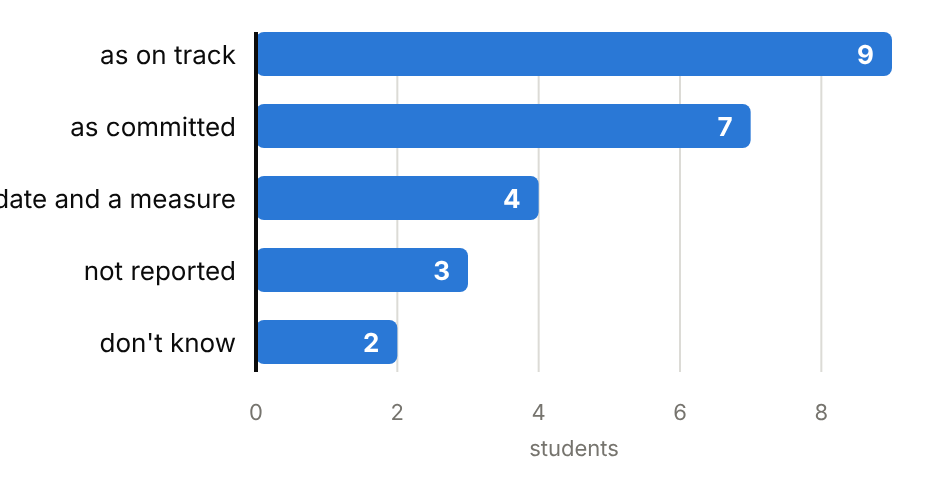 as on track 9
as committed 7
date and a measure 4
not reported 3
don't know 2
0 2 4 6 8
students